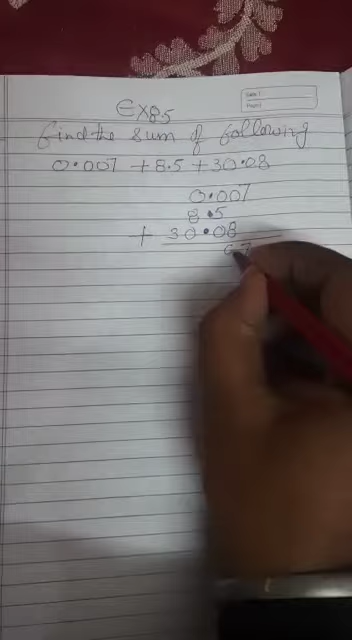 Ex 8.5
Find the sum of following
0.007 + 8.5 + 30.08
0.007
8.5
+ 30.08